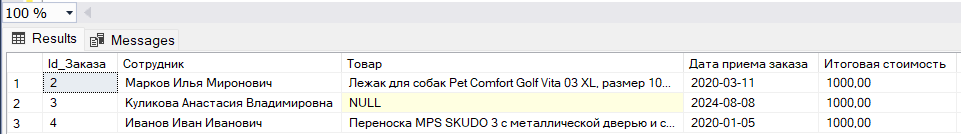 100 %
Results Messages
Id_Заказа Сотрудник Товар Дата приема заказа Итоговая стоимость
1 2 Марков Илья Миронович Лежак для собак Pet Comfort Golf Vita 03 XL, размер 10... 2020-03-11 1000,00
2 3 Куликова Анастасия Владимировна NULL 2024-08-08 1000,00
3 4 Иванов Иван Иванович Переноска MPS SKUDO 3 с металлической дверью и с... 2020-01-05 1000,00